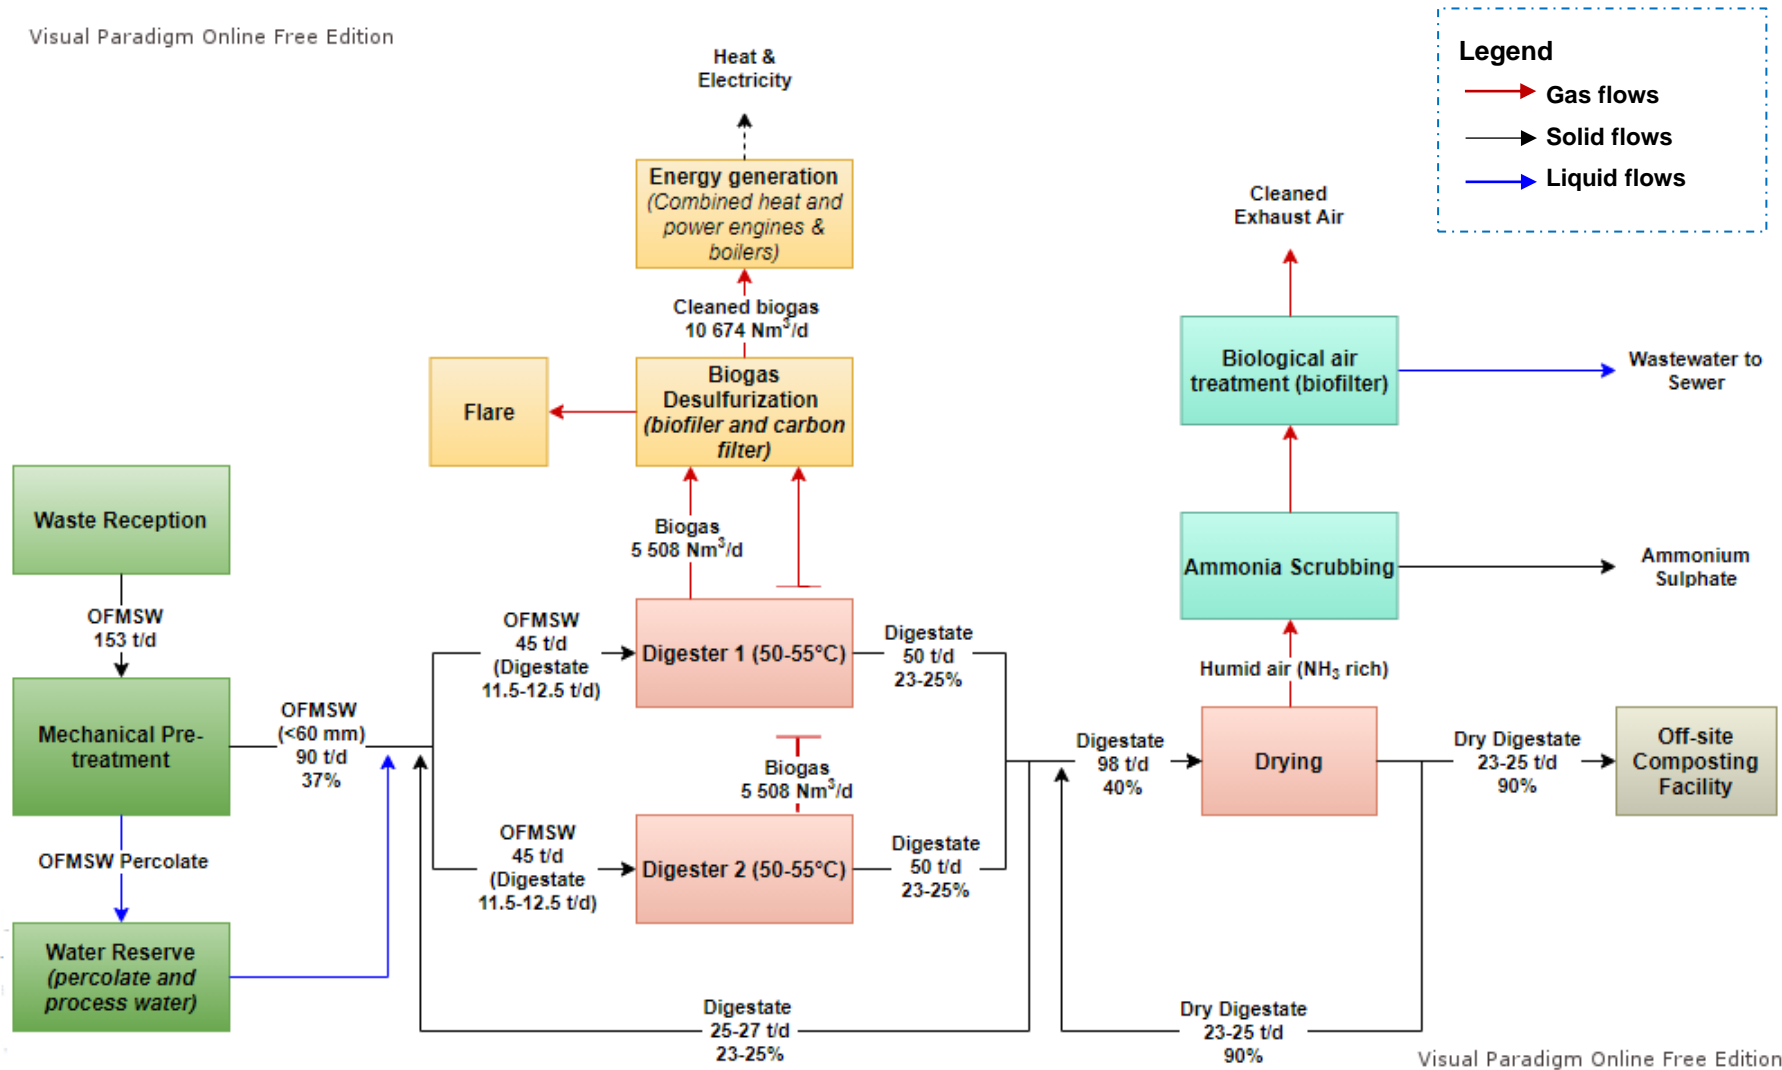 Visual Paradigm Online Free Edition
Legend
Gas flows
Solid flows
Liquid flows
Heat &
Electricity
Energy generation
(Combined heat and
power engines &
boilers)
Cleaned biogas
10 674 Nm³/d
Flare
Biogas
Desulfurization
(biofiler and carbon
filter)
Biogas
5 508 Nm³/d
Cleaned
Exhaust Air
Biological air
treatment (biofilter)
Wastewater to
Sewer
Ammonia Scrubbing
Ammonium
Sulphate
Humid air (NH₃ rich)
Waste Reception
OFMSW
153 t/d
Mechanical Pre-
treatment
OFMSW
(<60 mm)
90 t/d
37%
OFMSW Percolate
Water Reserve
(percolate and
process water)
OFMSW
45 t/d
(Digestate
11.5-12.5 t/d)
Digester 1 (50-55°C)
Digestate
50 t/d
23-25%
Biogas
5 508 Nm³/d
OFMSW
45 t/d
(Digestate
11.5-12.5 t/d)
Digester 2 (50-55°C)
Digestate
50 t/d
23-25%
Digestate
98 t/d
40%
Drying
Dry Digestate
23-25 t/d
90%
Off-site
Composting
Facility
Digestate
25-27 t/d
23-25%
Dry Digestate
23-25 t/d
90%
Visual Paradigm Online Free Edition